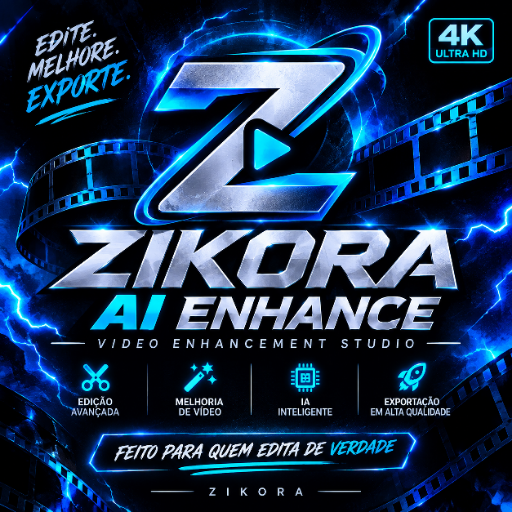 EDITE.
MELHORE.
EXPORTE.
4K
ULTRA HD
Z
ZIKORA
AI ENHANCE
VIDEO ENHANCEMENT STUDIO
EDIÇÃO
AVANÇADA
MELHORIA
DE VÍDEO
IA
INTELIGENTE
EXPORTAÇÃO
EM ALTA QUALIDADE
FEITO PARA QUEM EDITA DE VERDADE
ZIKORA